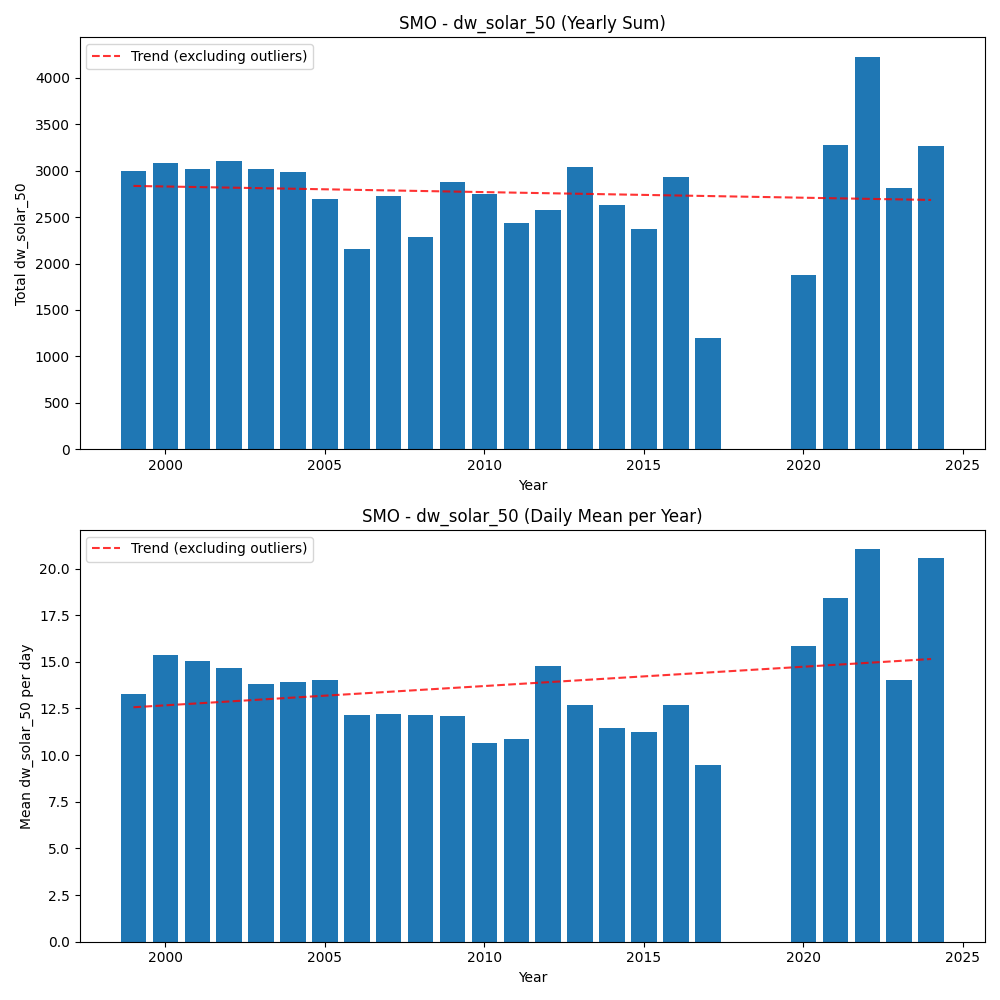 SMO - dw_solar_50 (Yearly Sum)
Trend (excluding outliers)
Total dw_solar_50
4000
3500
3000
2500
2000
1500
1000
500
0
2000 2005 2010 2015 2020 2025
Year
SMO - dw_solar_50 (Daily Mean per Year)
Trend (excluding outliers)
Mean dw_solar_50 per day
20.0
17.5
15.0
12.5
10.0
7.5
5.0
2.5
0.0
2000 2005 2010 2015 2020 2025
Year